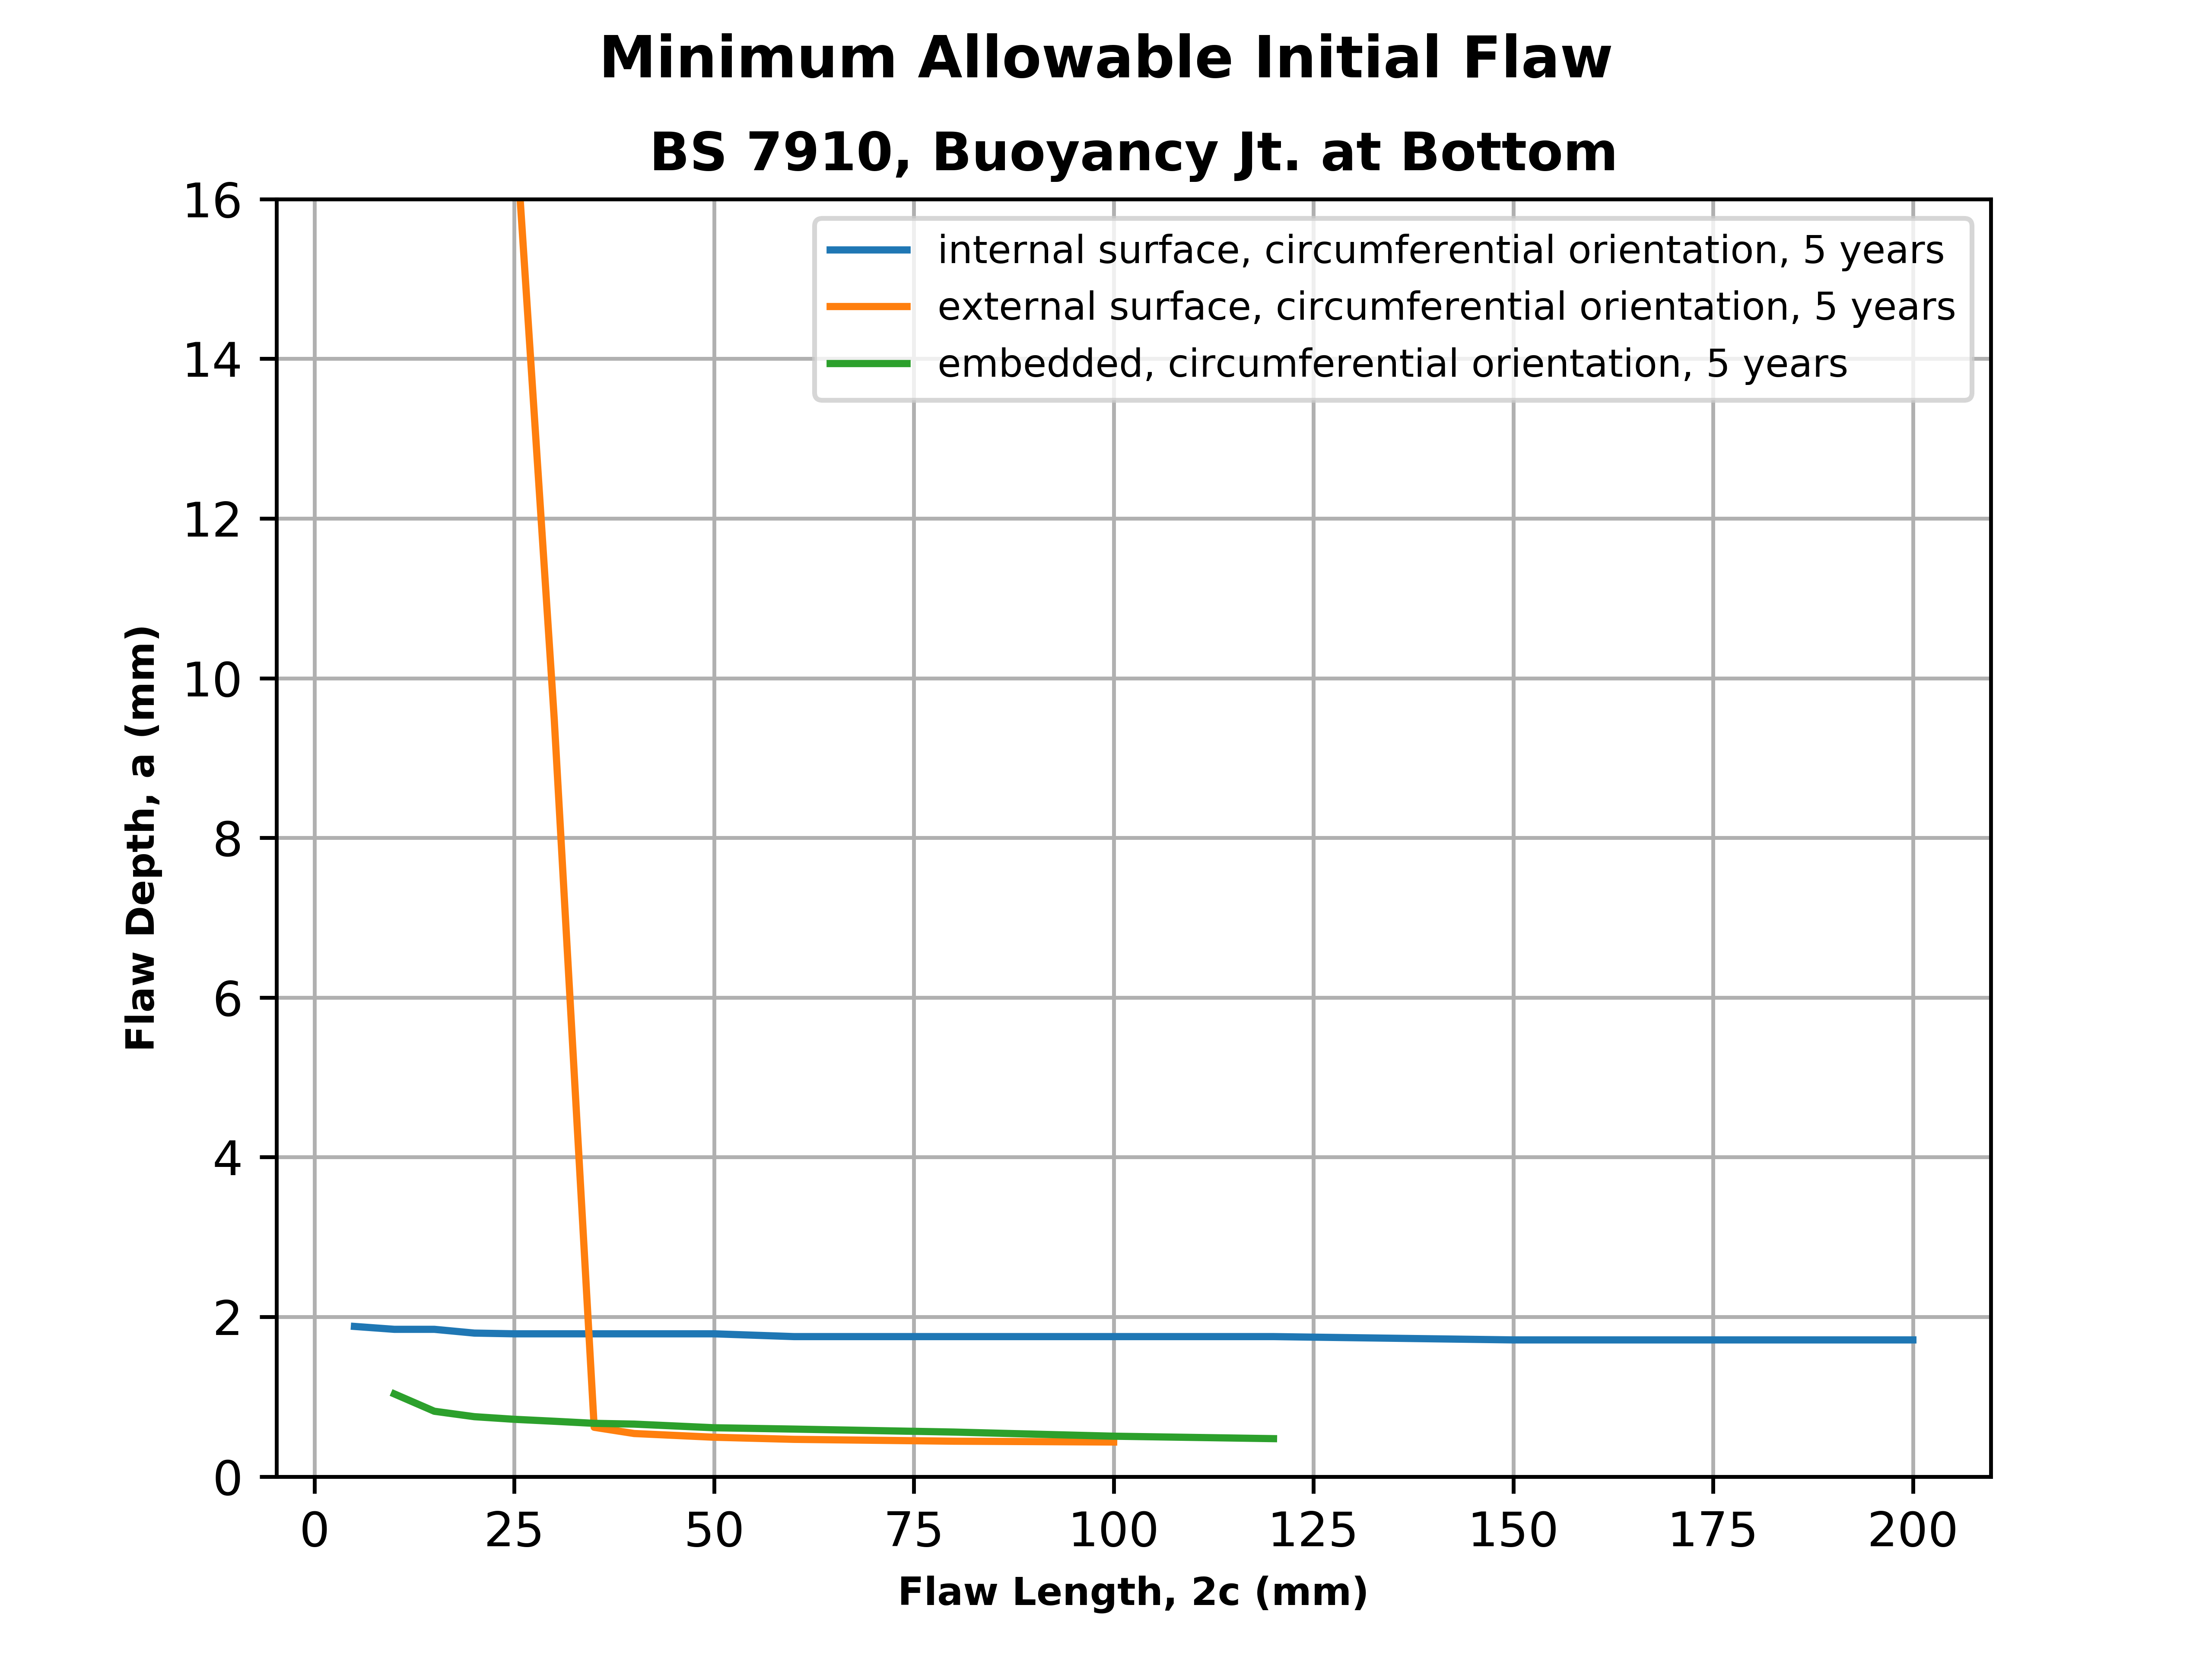 Minimum Allowable Initial Flaw
BS 7910, Buoyancy Jt. at Bottom
16
14
12
10
8
6
4
2
0
Flaw Depth, a (mm)
internal surface, circumferential orientation, 5 years
external surface, circumferential orientation, 5 years
embedded, circumferential orientation, 5 years
0 25 50 75 100 125 150 175 200
Flaw Length, 2c (mm)